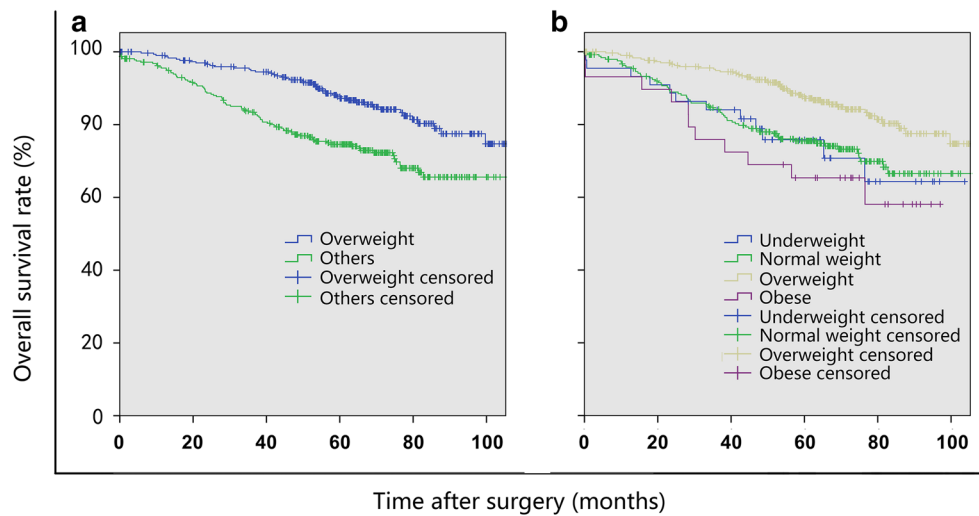 a
b
Overall survival rate (%)
100
90
60
40
20
0
0 20 40 60 80 100
Overweight
Others
Overweight censored
Others censored
0 20 40 60 80 100
Underweight
Normal weight
Overweight
Obese
Underweight censored
Normal weight censored
Overweight censored
Obese censored
Time after surgery (months)